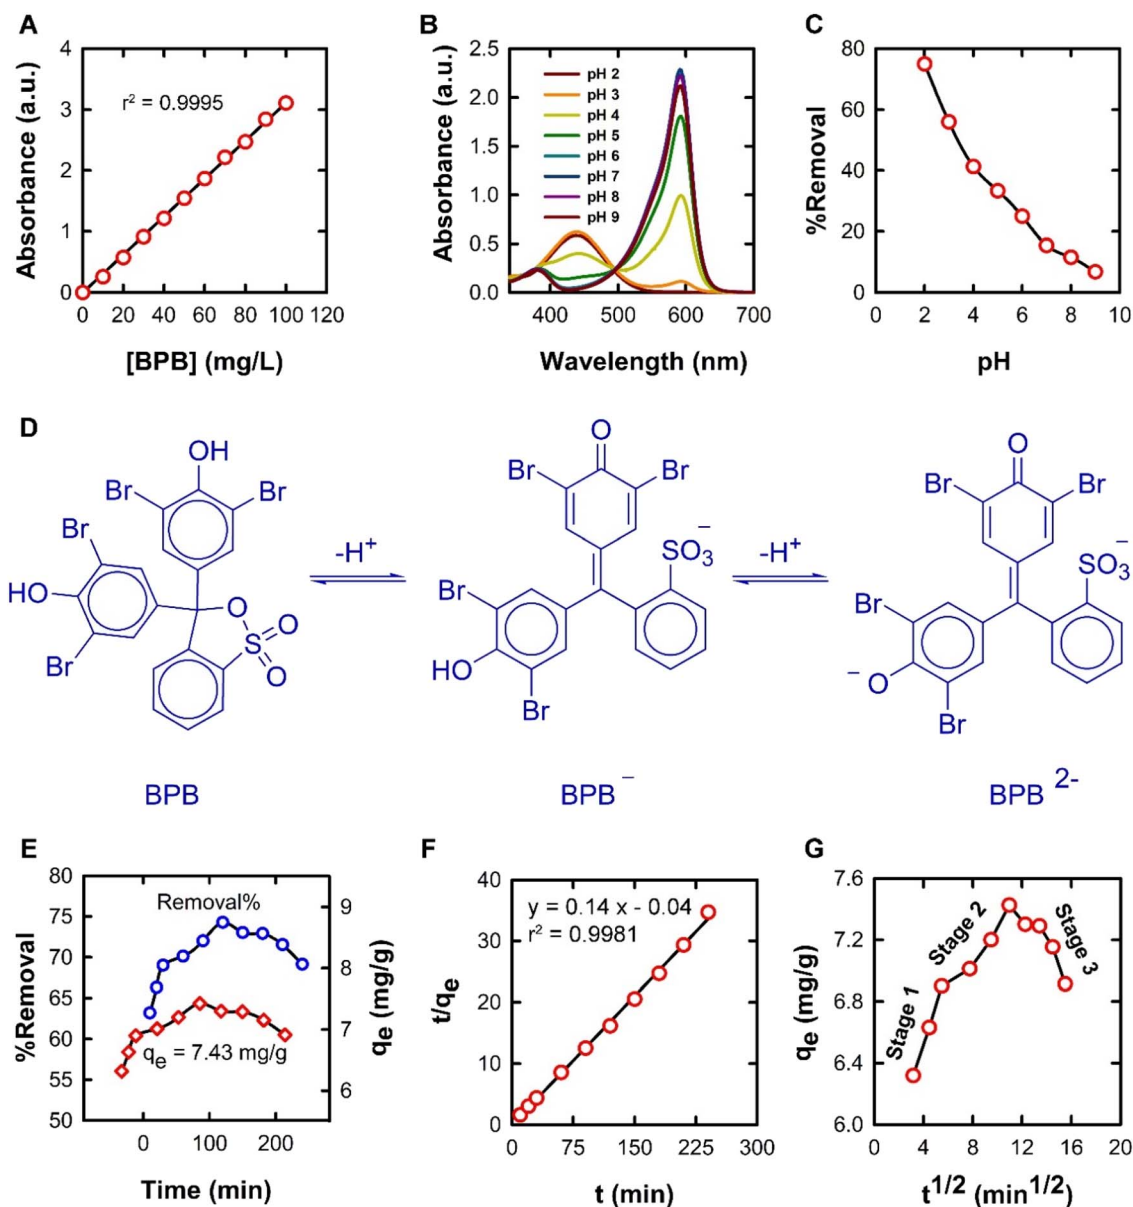 A
Absorbance (a.u.)
4
3
2
1
0
r² = 0.9995
0 20 40 60 80 100 120
[BPB] (mg/L)
B
Absorbance (a.u.)
2.5
2.0
1.5
1.0
0.5
0.0
pH 2
pH 3
pH 4
pH 5
pH 6
pH 7
pH 8
pH 9
400 500 600 700
Wavelength (nm)
C
%Removal
80
60
40
20
0
0 2 4 6 8 10
pH
D
OH
Br
Br
Br
HO
Br
O
S
O
O
BPB
-H⁺
O
Br
Br
SO₃⁻
Br
HO
Br
BPB⁻
-H⁺
O
Br
Br
SO₃⁻
Br
⁻O
Br
BPB²⁻
E
%Removal
80
75
70
65
60
55
50
Removal%
qₑ = 7.43 mg/g
9
8
7
6
qₑ (mg/g)
0 100 200
Time (min)
F
t/qₑ
40
30
20
10
0
y = 0.14 x - 0.04
r² = 0.9981
0 75 150 225 300
t (min)
G
qₑ (mg/g)
7.6
7.2
6.8
6.4
6.0
Stage 1
Stage 2
Stage 3
0 4 8 12 16 20
t^1/2 (min^1/2)